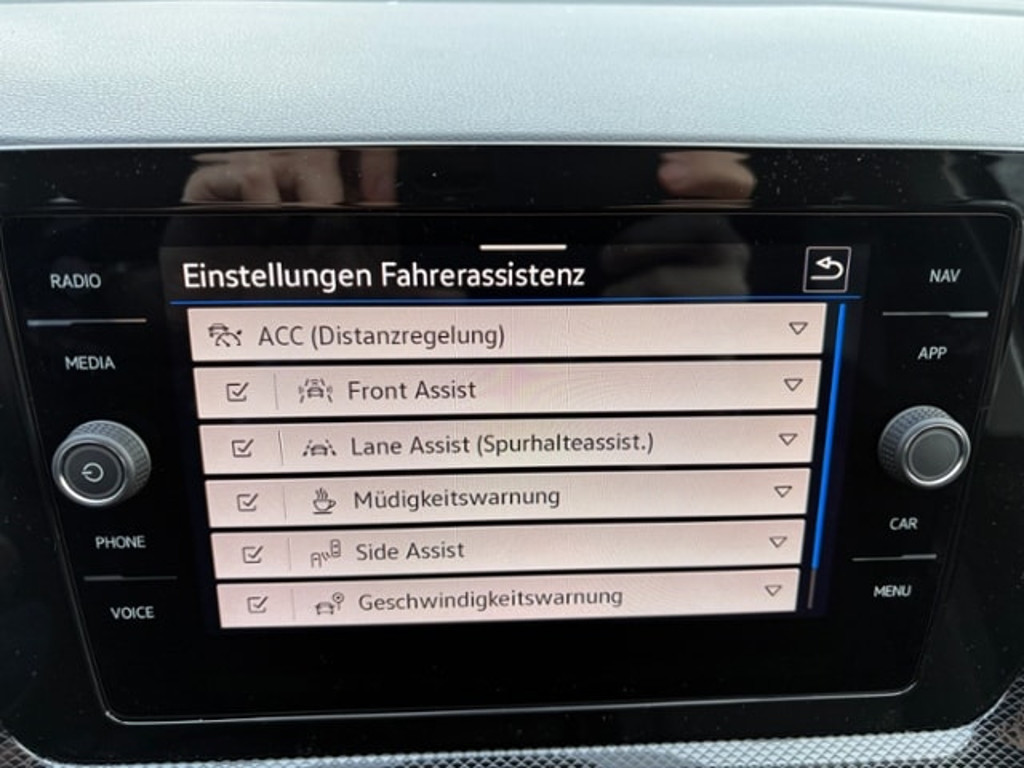 Einstellungen Fahrerassistenz
ACC (Distanzregelung)
Front Assist
Lane Assist (Spurhalteassist.)
Müdigkeitswarnung
Side Assist
Geschwindigkeitswarnung
RADIO
MEDIA
PHONE
VOICE
NAV
APP
CAR
MENU